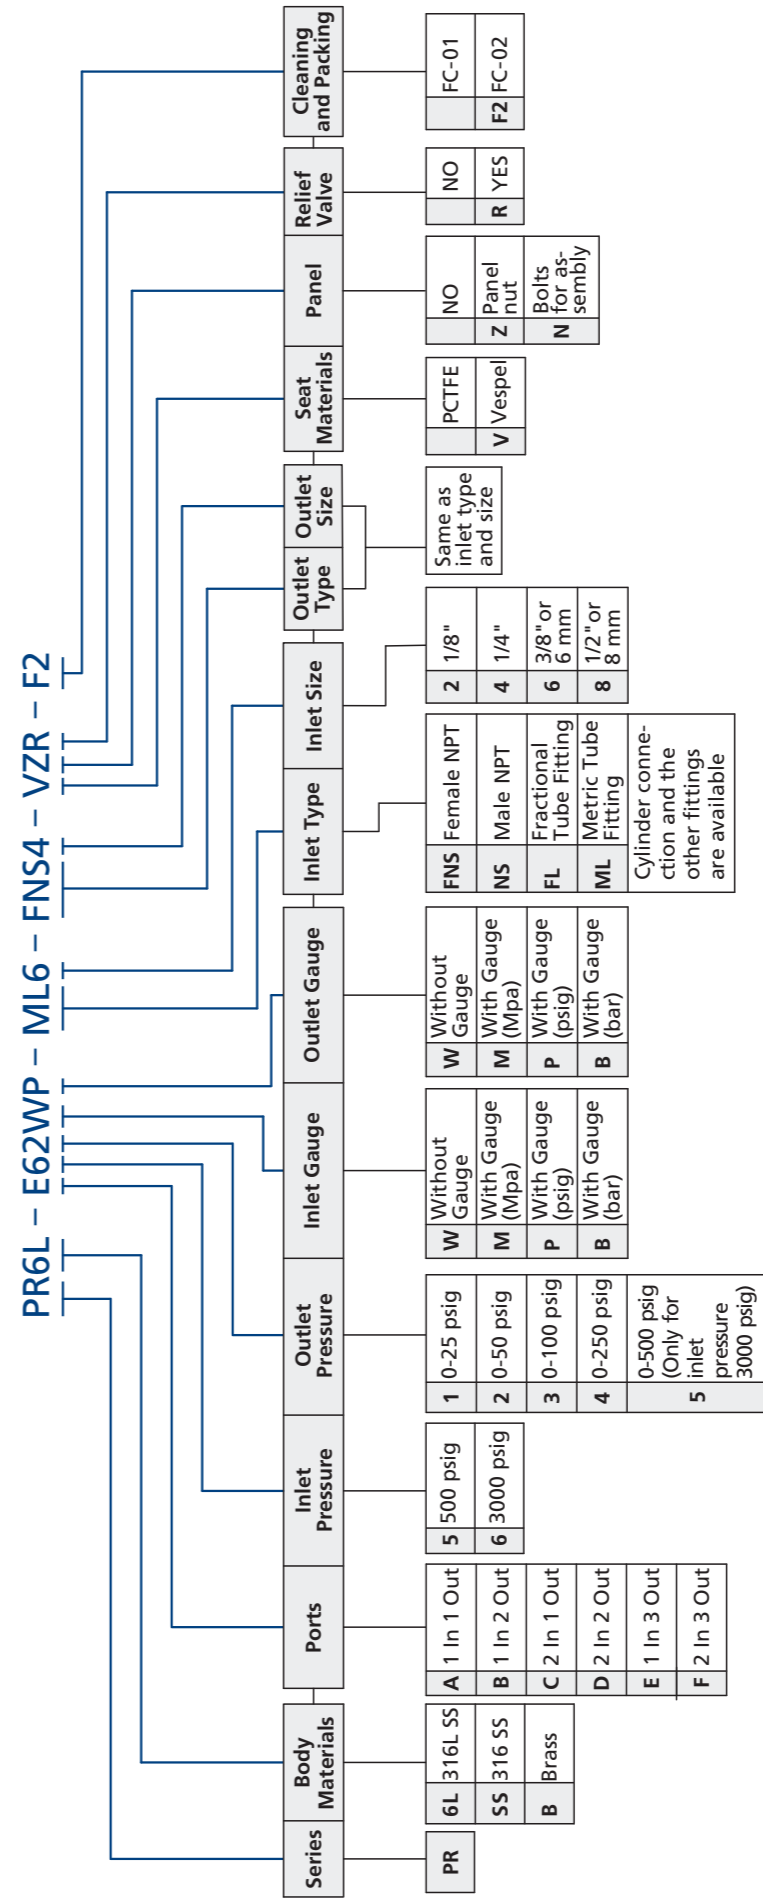 PR6L – E62WP – ML6 – FNS4 – VZR – F2
Series
PR
Body
Materials
6L 316L SS
SS 316 SS
B Brass
Ports
A 1 In 1 Out
B 1 In 2 Out
C 2 In 1 Out
D 2 In 2 Out
E 1 In 3 Out
F 2 In 3 Out
Inlet
Pressure
5 500 psig
6 3000 psig
Outlet
Pressure
1 0-25 psig
2 0-50 psig
3 0-100 psig
4 0-250 psig
5 0-500 psig
(Only for
inlet
pressure
3000 psig)
Inlet Gauge
W Without
Gauge
M With Gauge
(Mpa)
P With Gauge
(psig)
B With Gauge
(bar)
Outlet Gauge
W Without
Gauge
M With Gauge
(Mpa)
P With Gauge
(psig)
B With Gauge
(bar)
Inlet Type
FNS Female NPT
NS Male NPT
FL Fractional
Tube Fitting
ML Metric Tube
Fitting
Cylinder conne-
ction and the
other fittings
are available
Inlet Size
2 1/8"
4 1/4"
6 3/8" or
6 mm
8 1/2" or
8 mm
Outlet
Type
Outlet
Size
Same as
inlet type
and size
Seat
Materials
PCTFE
V Vespel
Panel
NO
Z Panel
nut
N Bolts
for as-
sembly
Relief
Valve
NO
R YES
Cleaning
and Packing
FC-01
F2 FC-02